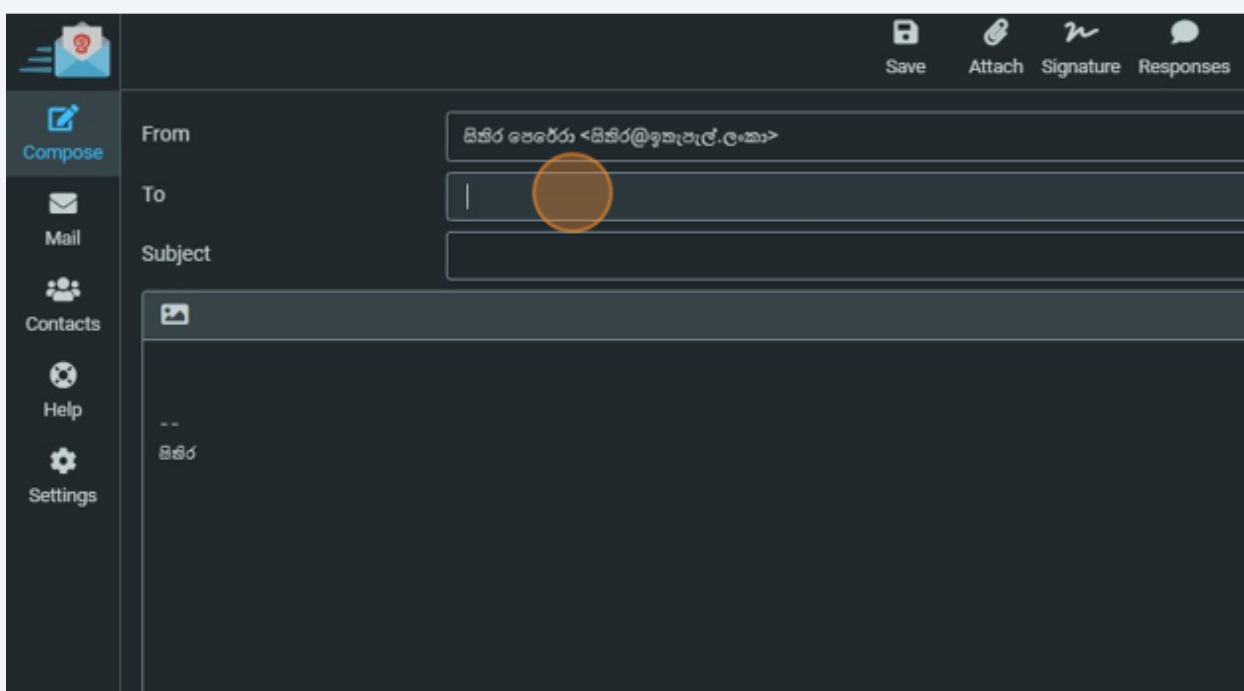 Save Attach Signature Responses
Compose
Mail
Contacts
Help
Settings
From
සිතිර පෙරේරා <සිතිර@ඉතැපැල්.ලංකා>
To
Subject
--
සිතිර